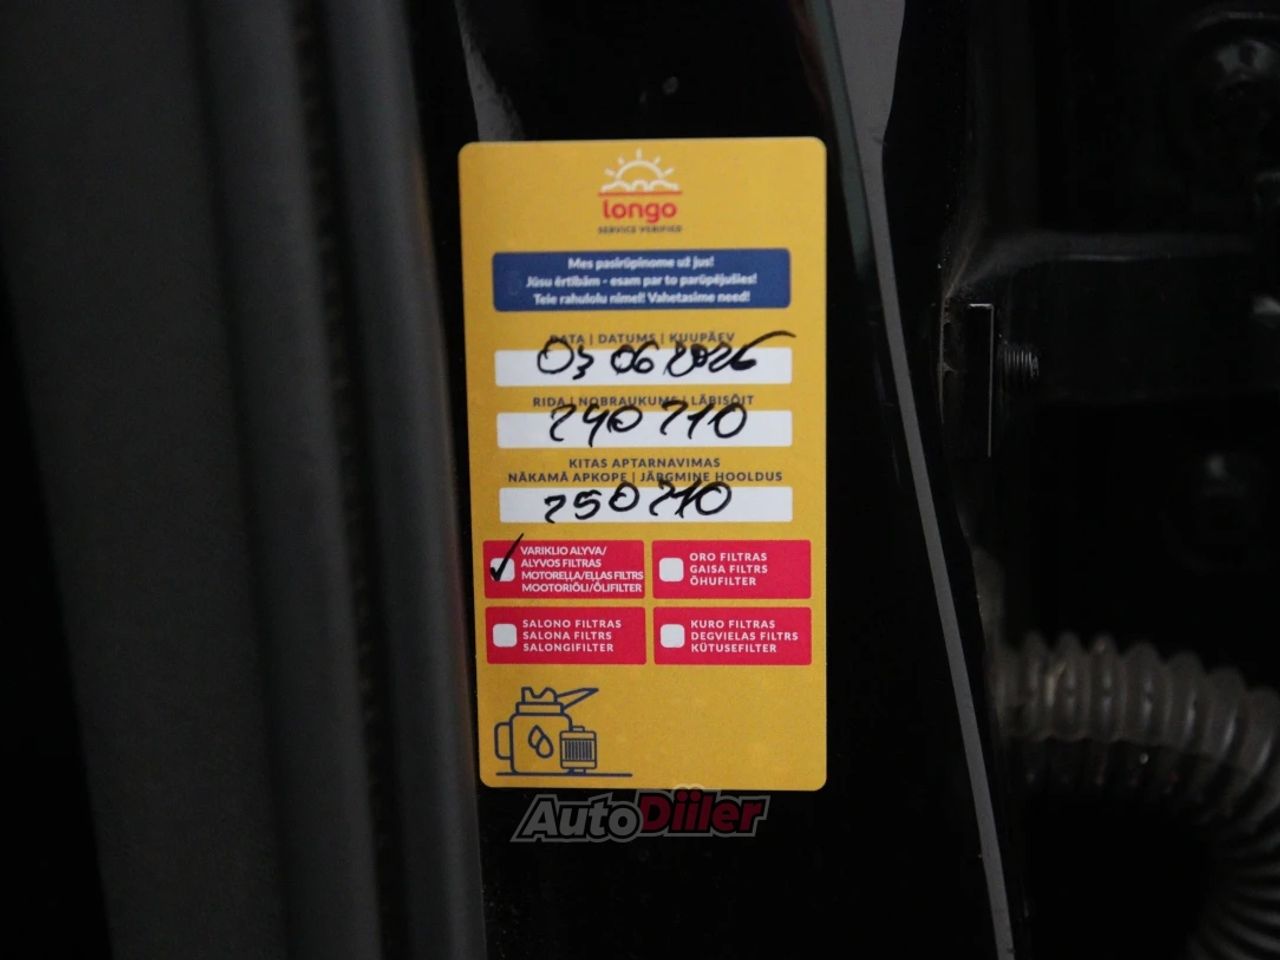 longo
SERVICE VERIFIED
Mes pasirūpinome už jus!
Jūsu ērtībām - esam par to parūpējušies!
Teie rahulolu nimel! Vahetasime need!
DATA | DATUMS | KUUPÄEV
03 06 2026
RIDA | NOBRAUKUMS | LÄBISÕIT
240 710
KITAS APTARNAVIMAS
NĀKAMĀ APKOPE | JÄRGMINE HOOLDUS
250 710
VARIKLIO ALYVA/
ALYVOS FILTRAS
MOTOREĻĻA/EĻĻAS FILTRS
MOOTORIÕLI/ÕLIFILTER
ORO FILTRAS
GAISA FILTRS
ÕHUFILTER
SALONO FILTRAS
SALONA FILTRS
SALONGIFILTER
KURO FILTRAS
DEGVIELAS FILTRS
KÜTUSEFILTER
AutoDiiler